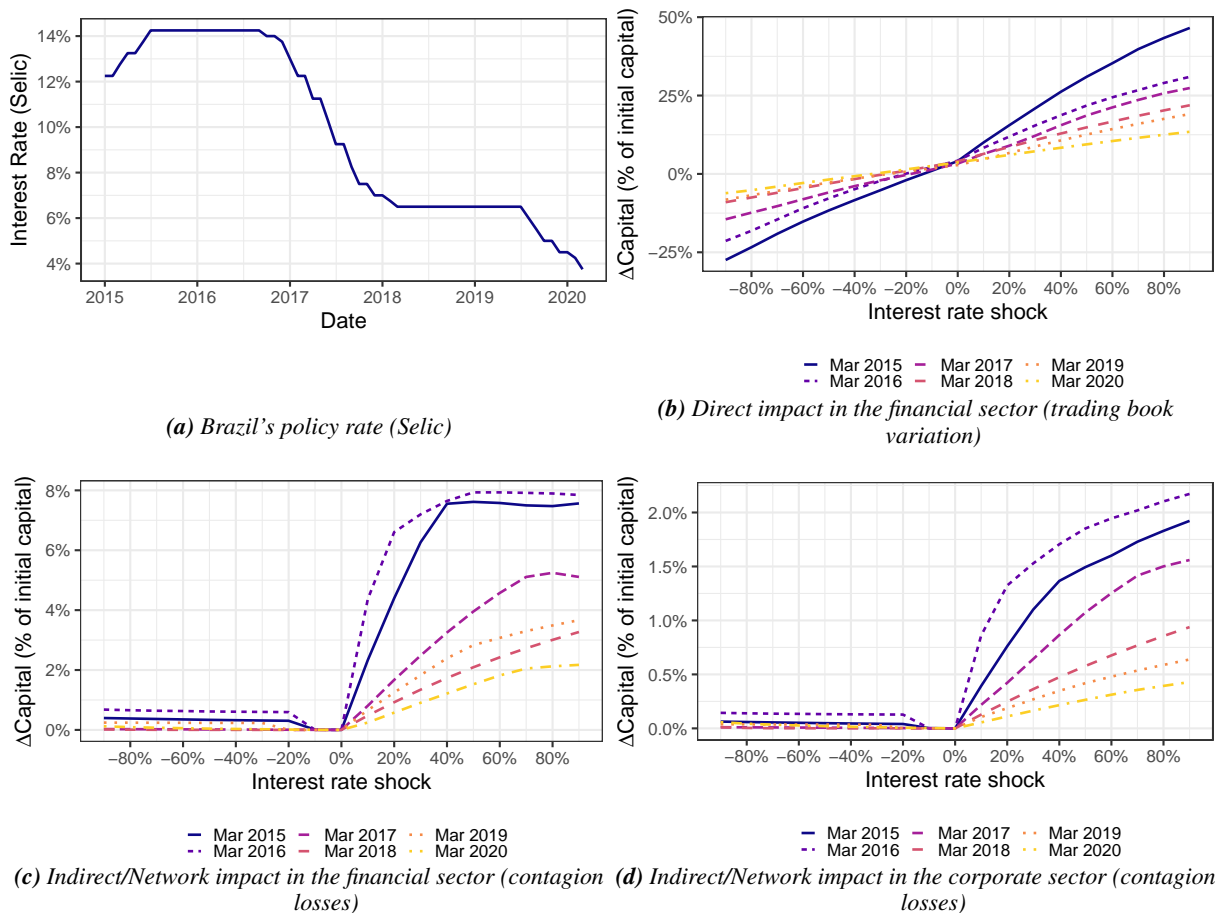 14%
12%
10%
8%
6%
4%
Interest Rate (Selic)
2015 2016 2017 2018 2019 2020
Date
(a) Brazil's policy rate (Selic)
50%
25%
0%
−25%
ΔCapital (% of initial capital)
−80% −60% −40% −20% 0% 20% 40% 60% 80%
Interest rate shock
Mar 2015 Mar 2017 Mar 2019
Mar 2016 Mar 2018 Mar 2020
(b) Direct impact in the financial sector (trading book
variation)
8%
6%
4%
2%
0%
ΔCapital (% of initial capital)
−80% −60% −40% −20% 0% 20% 40% 60% 80%
Interest rate shock
Mar 2015 Mar 2017 Mar 2019
Mar 2016 Mar 2018 Mar 2020
(c) Indirect/Network impact in the financial sector (contagion
losses)
2.0%
1.5%
1.0%
0.5%
0.0%
ΔCapital (% of initial capital)
−80% −60% −40% −20% 0% 20% 40% 60% 80%
Interest rate shock
Mar 2015 Mar 2017 Mar 2019
Mar 2016 Mar 2018 Mar 2020
(d) Indirect/Network impact in the corporate sector (contagion
losses)